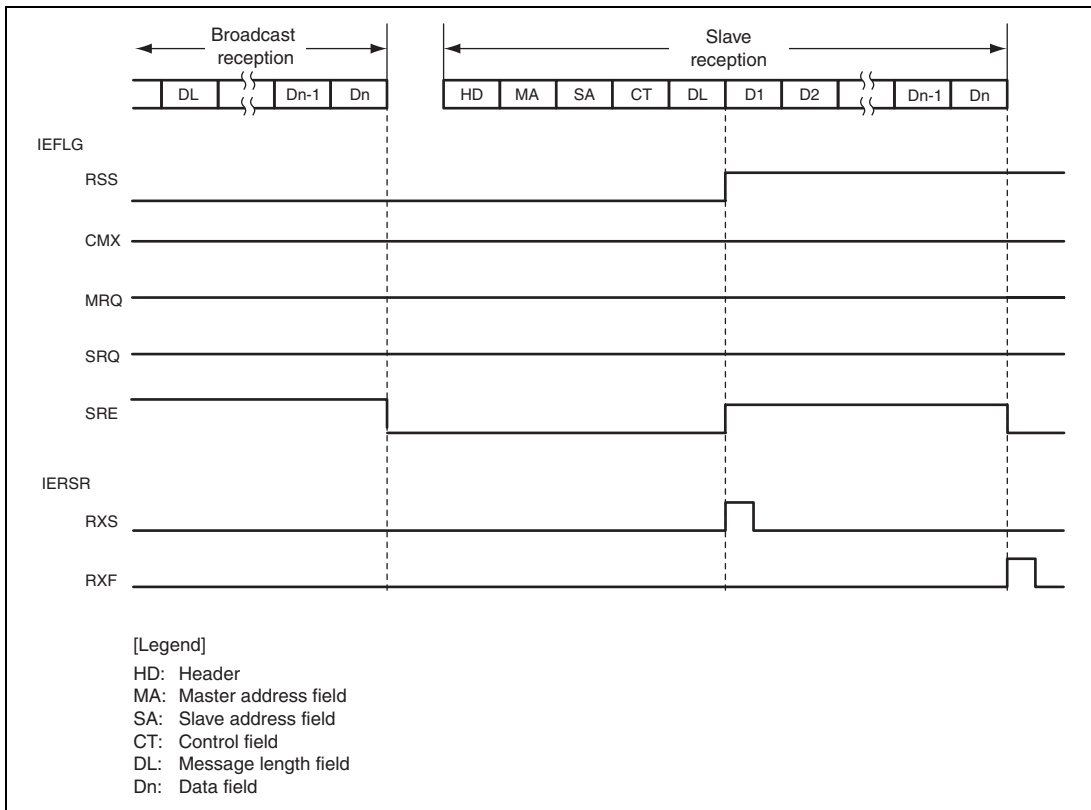 Broadcast
reception
Slave
reception
DL Dn-1 Dn HD MA SA CT DL D1 D2 Dn-1 Dn
IEFLG
RSS
CMX
MRQ
SRQ
SRE
IERSR
RXS
RXF
[Legend]
HD: Header
MA: Master address field
SA: Slave address field
CT: Control field
DL: Message length field
Dn: Data field